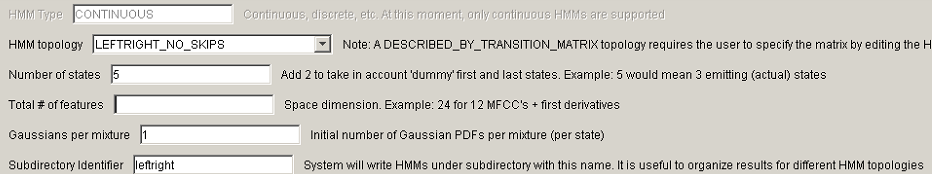 HMM Type CONTINUOUS Continuous, discrete, etc. At this moment, only continuous HMMs are supported
HMM topology LEFTRIGHT_NO_SKIPS Note: A DESCRIBED_BY_TRANSITION_MATRIX topology requires the user to specify the matrix by editing the H
Number of states 5 Add 2 to take in account 'dummy' first and last states. Example: 5 would mean 3 emitting (actual) states
Total # of features Space dimension. Example: 24 for 12 MFCC's + first derivatives
Gaussians per mixture 1 Initial number of Gaussian PDFs per mixture (per state)
Subdirectory Identifier leftright System will write HMMs under subdirectory with this name. It is useful to organize results for different HMM topologies